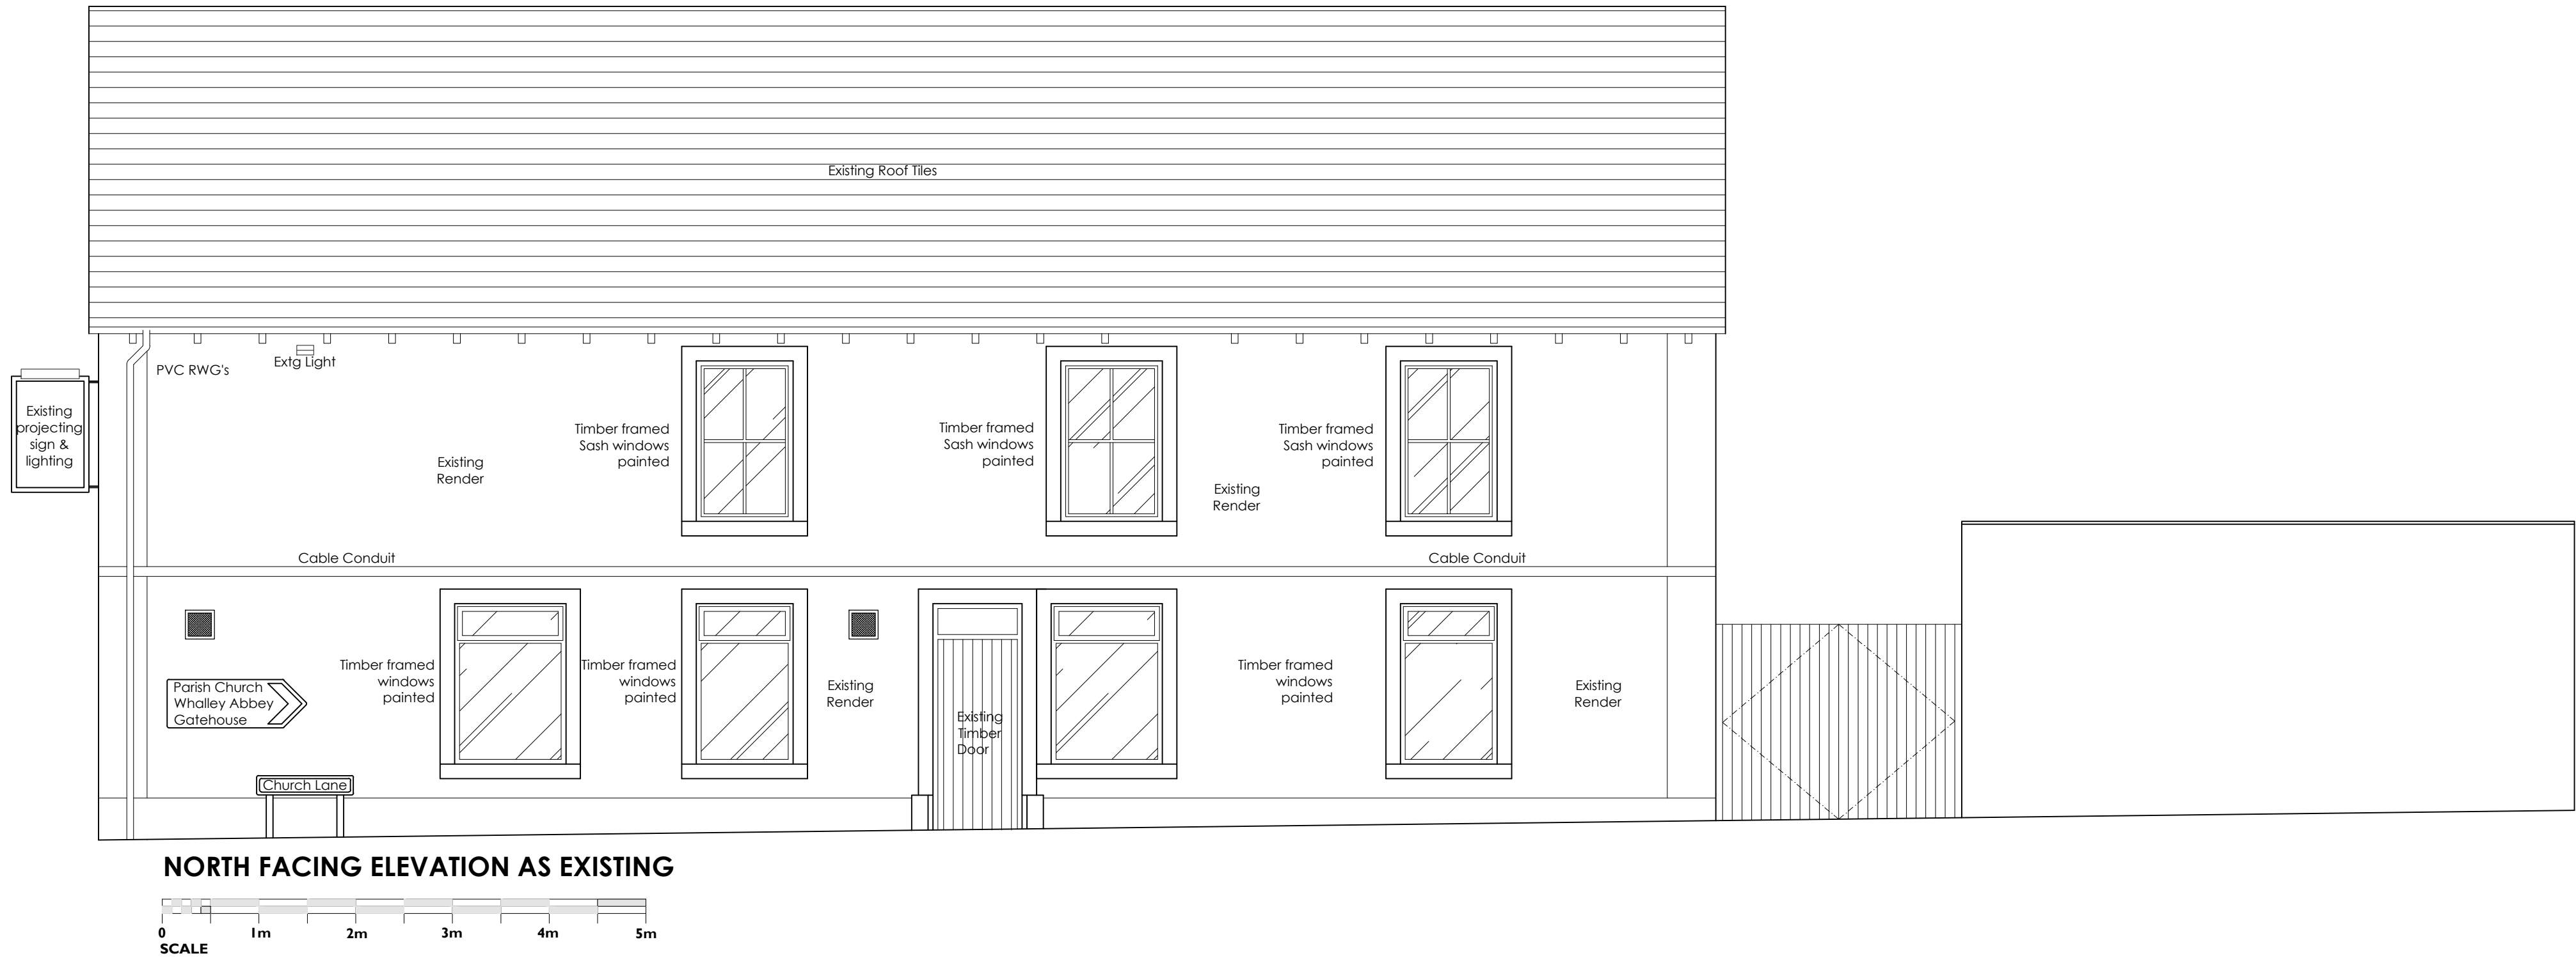 Existing Roof Tiles
PVC RWG's
Extg Light
Existing
projecting
sign &
lighting
Existing
Render
Timber framed
Sash windows
painted
Timber framed
Sash windows
painted
Existing
Render
Timber framed
Sash windows
painted
Cable Conduit
Cable Conduit
Parish Church
Whalley Abbey
Gatehouse
Timber framed
windows
painted
Timber framed
windows
painted
Existing
Render
Existing
Timber
Door
Timber framed
windows
painted
Existing
Render
Church Lane
NORTH FACING ELEVATION AS EXISTING
0 1m 2m 3m 4m 5m
SCALE